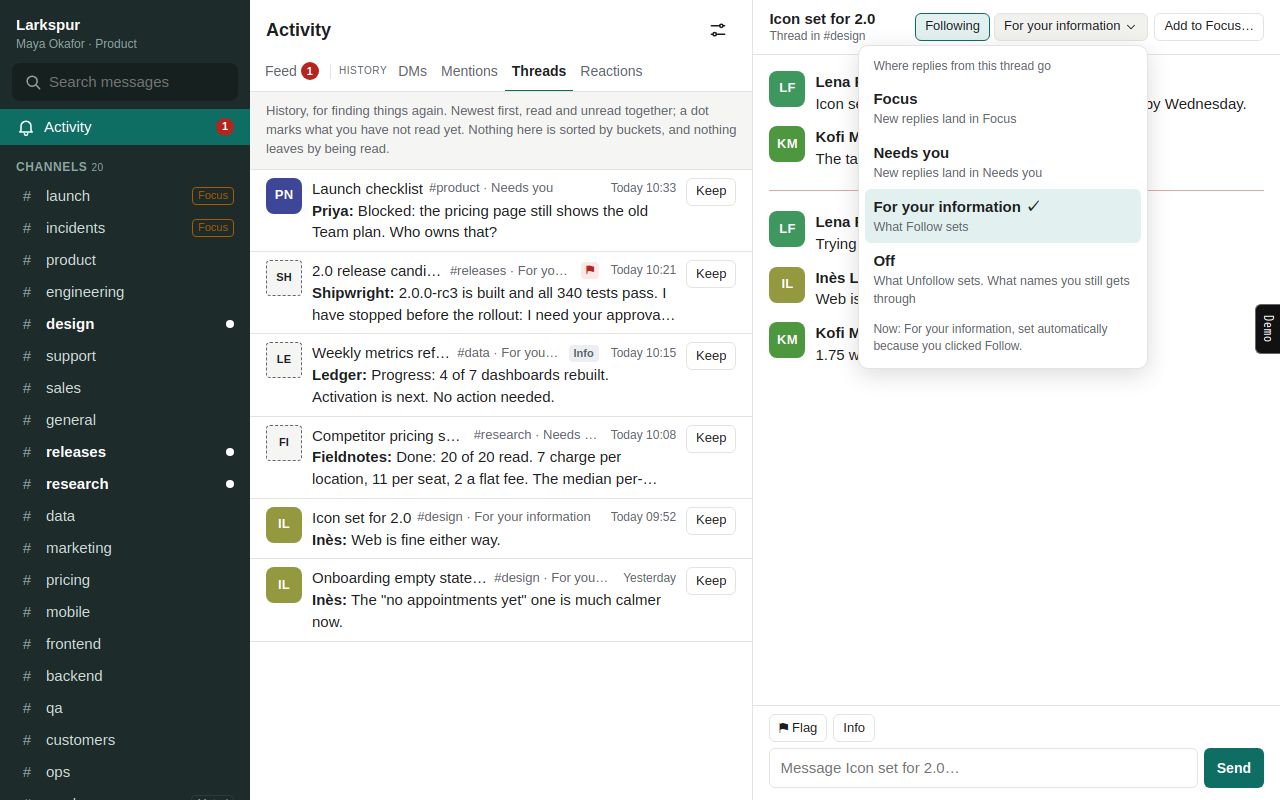 Larkspur
Maya Okafor · Product
Search messages
Activity
1
CHANNELS 20
# launch Focus
# incidents Focus
# product
# engineering
# design
# support
# sales
# general
# releases
# research
# data
# marketing
# pricing
# mobile
# frontend
# backend
# qa
# customers
# ops
Activity
Feed 1 HISTORY DMs Mentions Threads Reactions
History, for finding things again. Newest first, read and unread together; a dot
marks what you have not read yet. Nothing here is sorted by buckets, and nothing
leaves by being read.
PN
Launch checklist #product · Needs you Today 10:33 Keep
Priya: Blocked: the pricing page still shows the old
Team plan. Who owns that?
SH
2.0 release candi… #releases · For yo… Today 10:21 Keep
Shipwright: 2.0.0-rc3 is built and all 340 tests pass. I
have stopped before the rollout: I need your approva…
LE
Weekly metrics ref… #data · For you… Info Today 10:15 Keep
Ledger: Progress: 4 of 7 dashboards rebuilt.
Activation is next. No action needed.
FI
Competitor pricing s… #research · Needs … Today 10:08 Keep
Fieldnotes: Done: 20 of 20 read. 7 charge per
location, 11 per seat, 2 a flat fee. The median per-…
IL
Icon set for 2.0 #design · For your information Today 09:52 Keep
Inès: Web is fine either way.
IL
Onboarding empty state… #design · For you… Yesterday Keep
Inès: The "no appointments yet" one is much calmer
now.
Icon set for 2.0
Thread in #design
Following For your information Add to Focus…
Where replies from this thread go
Focus
New replies land in Focus
Needs you
New replies land in Needs you
For your information ✓
What Follow sets
Off
What Unfollow sets. What names you still gets
through
Now: For your information, set automatically
because you clicked Follow.
LF
Lena
Icon by Wednesday.
KM
Kofi
The
LF
Lena
Trying
IL
Inès
Web
KM
Kofi
1.75
Demo
Flag Info
Message Icon set for 2.0…
Send